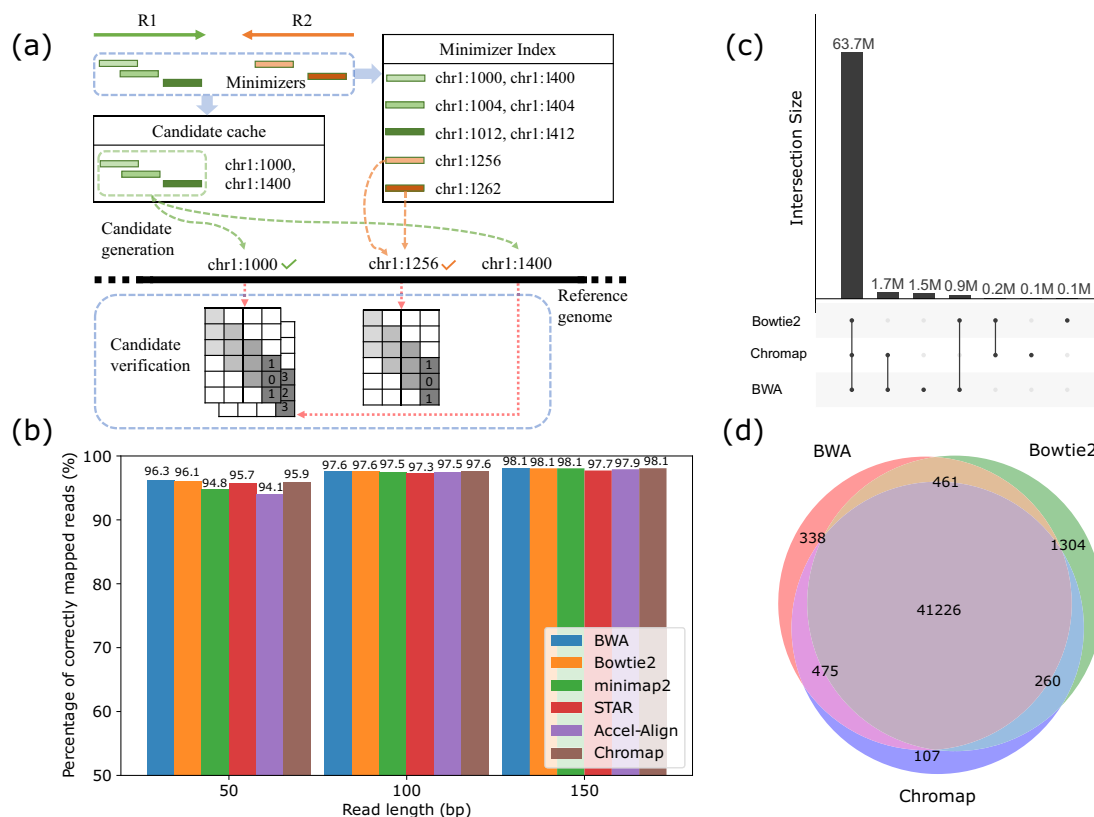 (a)
R1
R2
Minimizers
Minimizer Index
chr1:1000, chr1:1400
chr1:1004, chr1:1404
chr1:1012, chr1:1412
chr1:1256
chr1:1262
Candidate cache
chr1:1000,
chr1:1400
Candidate
generation
chr1:1000
chr1:1256
chr1:1400
Reference
genome
Candidate
verification
1
0
1
3
2
3
1
0
1
(b)
Percentage of correctly mapped reads (%)
100
90
80
70
60
50
96.3
96.1
94.8
95.7
94.1
95.9
97.6
97.6
97.5
97.3
97.5
97.6
98.1
98.1
98.1
97.7
97.9
98.1
BWA
Bowtie2
minimap2
STAR
Accel-Align
Chromap
50
100
150
Read length (bp)
(c)
Intersection Size
63.7M
1.7M
1.5M
0.9M
0.2M
0.1M
0.1M
Bowtie2
Chromap
BWA
(d)
BWA
Bowtie2
461
338
1304
41226
475
260
107
Chromap